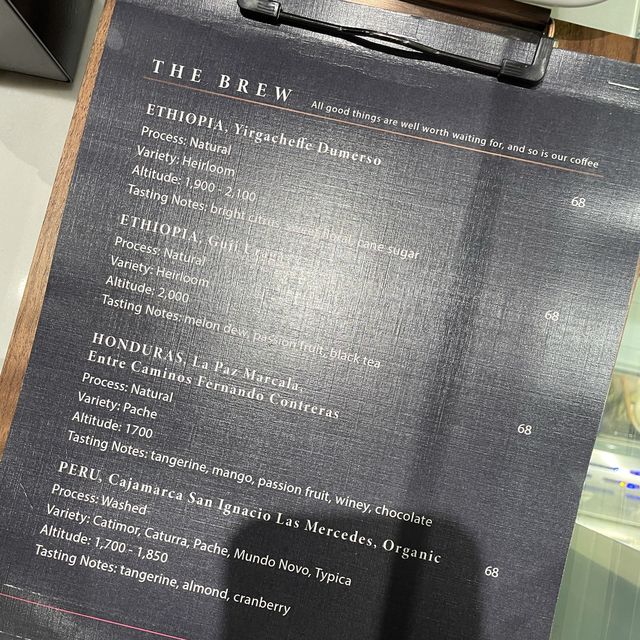 THE BREW
All good things are well worth waiting for, and so is our coffee
ETHIOPIA, Yirgacheffe Dumerso
68
Process: Natural
Variety: Heirloom
Altitude: 1,900 - 2,100
Tasting Notes: bright citrus, floral, cane sugar
ETHIOPIA, Guji
68
Process: Natural
Variety: Heirloom
Altitude: 2,000
Tasting Notes: melon dew, passion fruit, black tea
HONDURAS, La Paz Marcala,
Entre Caminos Fernando Contreras
68
Process: Natural
Variety: Pache
Altitude: 1700
Tasting Notes: tangerine, mango, passion fruit, winey, chocolate
PERU, Cajamarca San Ignacio Las Mercedes, Organic
68
Process: Washed
Variety: Catimor, Caturra, Pache, Mundo Novo, Typica
Altitude: 1,700 - 1,850
Tasting Notes: tangerine, almond, cranberry